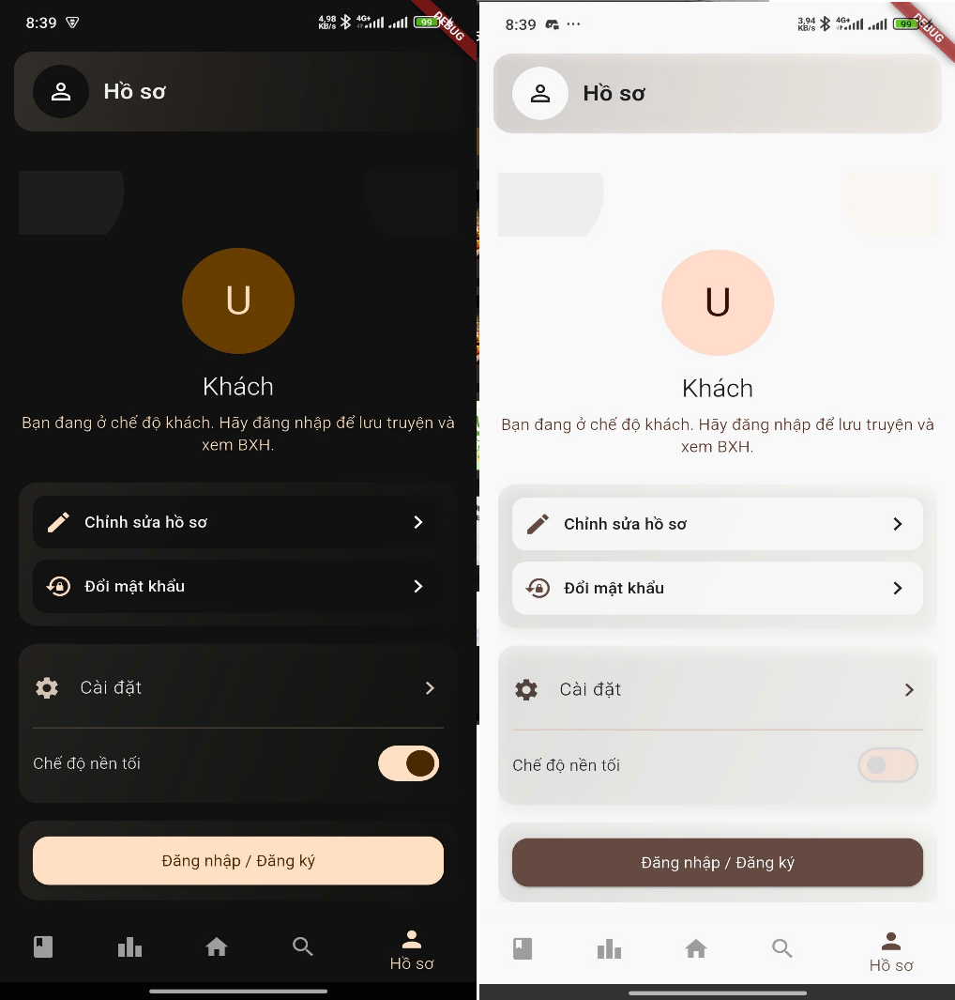 8:39
4,98
KB/s
4G+
99
DEBUG
Hồ sơ
U
Khách
Bạn đang ở chế độ khách. Hãy đăng nhập để lưu truyện và
xem BXH.
Chỉnh sửa hồ sơ
Đổi mật khẩu
Cài đặt
Chế độ nền tối
Đăng nhập / Đăng ký
Hồ sơ
8:39
3,94
KB/s
4G+
99
DEBUG
Hồ sơ
U
Khách
Bạn đang ở chế độ khách. Hãy đăng nhập để lưu truyện và
xem BXH.
Chỉnh sửa hồ sơ
Đổi mật khẩu
Cài đặt
Chế độ nền tối
Đăng nhập / Đăng ký
Hồ sơ